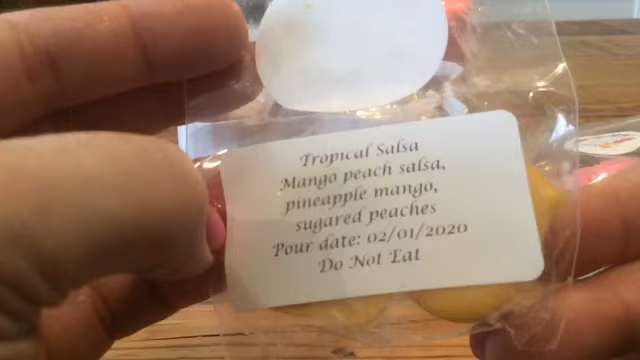 Tropical Salsa
Mango peach salsa,
pineapple mango,
sugared peaches
Pour date: 02/01/2020
Do Not Eat